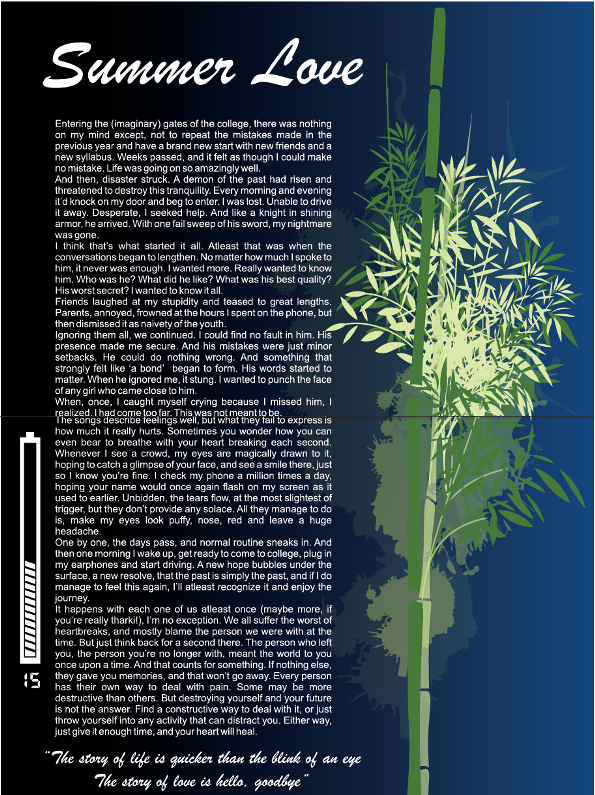 Summer Love
Entering the (imaginary) gates of the college, there was nothing
on my mind except, not to repeat the mistakes made in the
previous year and have a brand new start with new friends and a
new syllabus. Weeks passed, and it felt as though I could make
no mistake. Life was going on so amazingly well.
And then, disaster struck. A demon of the past had risen and
threatened to destroy this tranquility. Every morning and evening
it'd knock on my door and beg to enter. I was lost. Unable to drive
it away. Desperate, I seeked help. And like a knight in shining
armor, he arrived. With one fail sweep of his sword, my nightmare
was gone.
I think that's what started it all. Atleast that was when the
conversations began to lengthen. No matter how much I spoke to
him, it never was enough. I wanted more. Really wanted to know
him. Who was he? What did he like? What was his best quality?
His worst secret? I wanted to know it all.
Friends laughed at my stupidity and teased to great lengths.
Parents, annoyed, frowned at the hours I spent on the phone, but
then dismissed it as naivety of the youth.
Ignoring them all, we continued. I could find no fault in him. His
presence made me secure. And his mistakes were just minor
setbacks. He could do nothing wrong. And something that
strongly felt like 'a bond' began to form. His words started to
matter. When he ignored me, it stung. I wanted to punch the face
of any girl who came close to him.
When, once, I caught myself crying because I missed him, I
realized, I had come too far. This was not meant to be.
The songs describe feelings well, but what they fail to express is
how much it really hurts. Sometimes you wonder how you can
even bear to breathe with your heart breaking each second.
Whenever I see a crowd, my eyes are magically drawn to it,
hoping to catch a glimpse of your face, and see a smile there, just
so I know you're fine. I check my phone a million times a day,
hoping your name would once again flash on my screen as it
used to earlier. Unbidden, the tears flow, at the most slightest of
trigger, but they don't provide any solace. All they manage to do
is, make my eyes look puffy, nose, red and leave a huge
headache.
One by one, the days pass, and normal routine sneaks in. And
then one morning I wake up, get ready to come to college, plug in
my earphones and start driving. A new hope bubbles under the
surface, a new resolve, that the past is simply the past, and if I do
manage to feel this again, I'll atleast recognize it and enjoy the
journey.
It happens with each one of us atleast once (maybe more, if
you're really tharki!), I'm no exception. We all suffer the worst of
heartbreaks, and mostly blame the person we were with at the
time. But just think back for a second there. The person who left
you, the person you're no longer with, meant the world to you
once upon a time. And that counts for something. If nothing else,
they gave you memories, and that won't go away. Every person
has their own way to deal with pain. Some may be more
destructive than others. But destroying yourself and your future
is not the answer. Find a constructive way to deal with it, or just
throw yourself into any activity that can distract you. Either way,
just give it enough time, and your heart will heal.
15
"The story of life is quicker than the blink of an eye
The story of love is hello, goodbye"